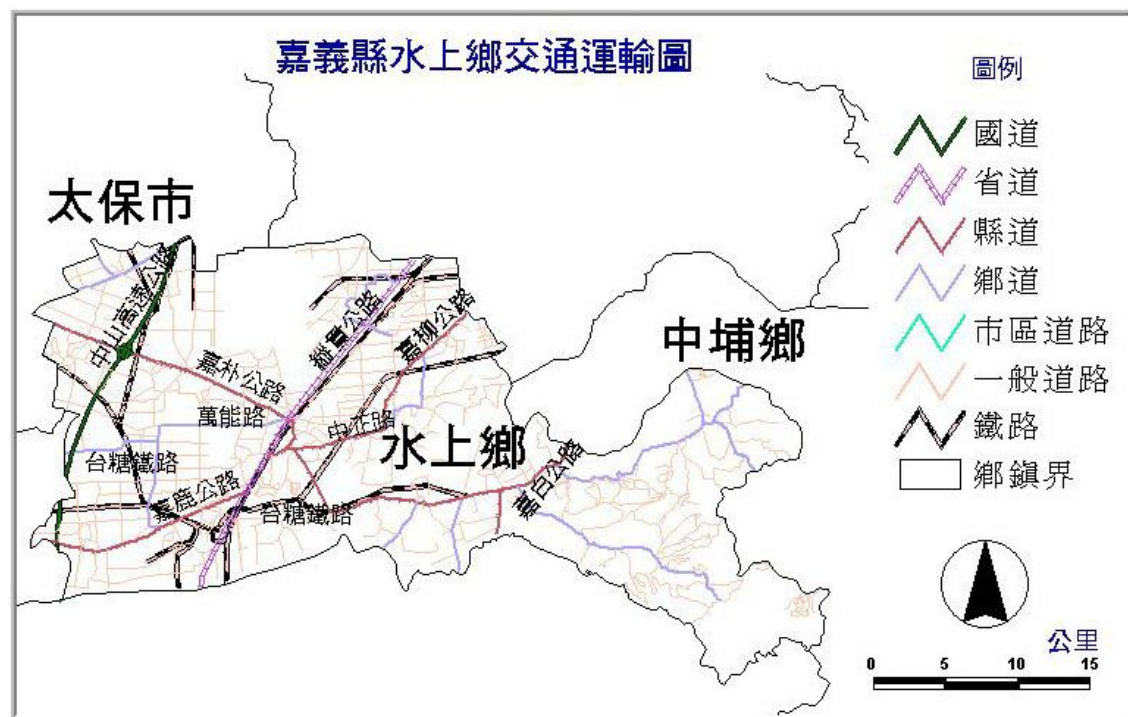 嘉義縣水上鄉交通運輸圖
圖例
國道
省道
縣道
鄉道
市區道路
一般道路
鐵路
鄉鎮界
太保市
中埔鄉
水上鄉
中山高速公路
縱貫公路
嘉柳公路
嘉朴公路
萬能路
中正路
台糖鐵路
嘉鹿公路
台糖鐵路
嘉白公路
公里
0 5 10 15